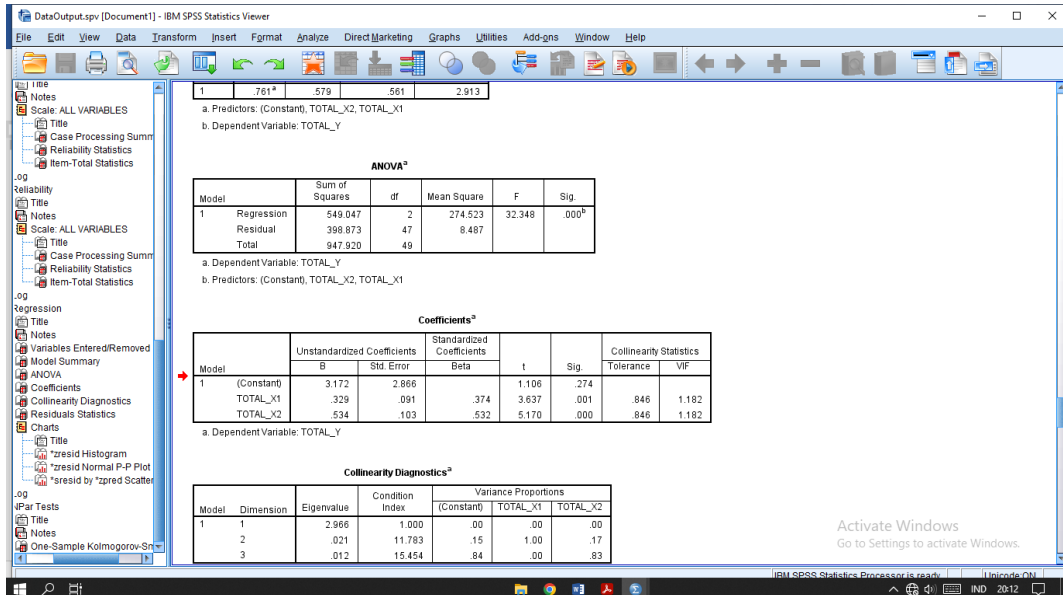 DataOutput.spv [Document1] - IBM SPSS Statistics Viewer
File Edit View Data Transform Insert Format Analyze Direct Marketing Graphs Utilities Add-ons Window Help
Title
Notes
Scale: ALL VARIABLES
Title
Case Processing Summ
Reliability Statistics
Item-Total Statistics
Log
Reliability
Title
Notes
Scale: ALL VARIABLES
Title
Case Processing Summ
Reliability Statistics
Item-Total Statistics
Log
Regression
Title
Notes
Variables Entered/Removed
Model Summary
ANOVA
Coefficients
Collinearity Diagnostics
Residuals Statistics
Charts
Title
*zresid Histogram
*zresid Normal P-P Plot
*sresid by *zpred Scatter
Log
NPar Tests
Title
Notes
One-Sample Kolmogorov-Sm
1 .761a .579 .561 2.913
a. Predictors: (Constant), TOTAL_X2, TOTAL_X1
b. Dependent Variable: TOTAL_Y
ANOVAa
Model Sum of Squares df Mean Square F Sig.
1 Regression 549.047 2 274.523 32.348 .000b
Residual 398.873 47 8.487
Total 947.920 49
a. Dependent Variable: TOTAL_Y
b. Predictors: (Constant), TOTAL_X2, TOTAL_X1
Coefficientsa
Unstandardized Coefficients Standardized Coefficients Collinearity Statistics
Model B Std. Error Beta t Sig. Tolerance VIF
1 (Constant) 3.172 2.866 1.106 .274
TOTAL_X1 .329 .091 .374 3.637 .001 .846 1.182
TOTAL_X2 .534 .103 .532 5.170 .000 .846 1.182
a. Dependent Variable: TOTAL_Y
Collinearity Diagnosticsa
Variance Proportions
Model Dimension Eigenvalue Condition Index (Constant) TOTAL_X1 TOTAL_X2
1 1 2.966 1.000 .00 .00 .00
2 .021 11.783 .15 1.00 .17
3 .012 15.454 .84 .00 .83
Activate Windows
Go to Settings to activate Windows.
IBM SPSS Statistics Processor is ready Unicode:ON
IND 20:12